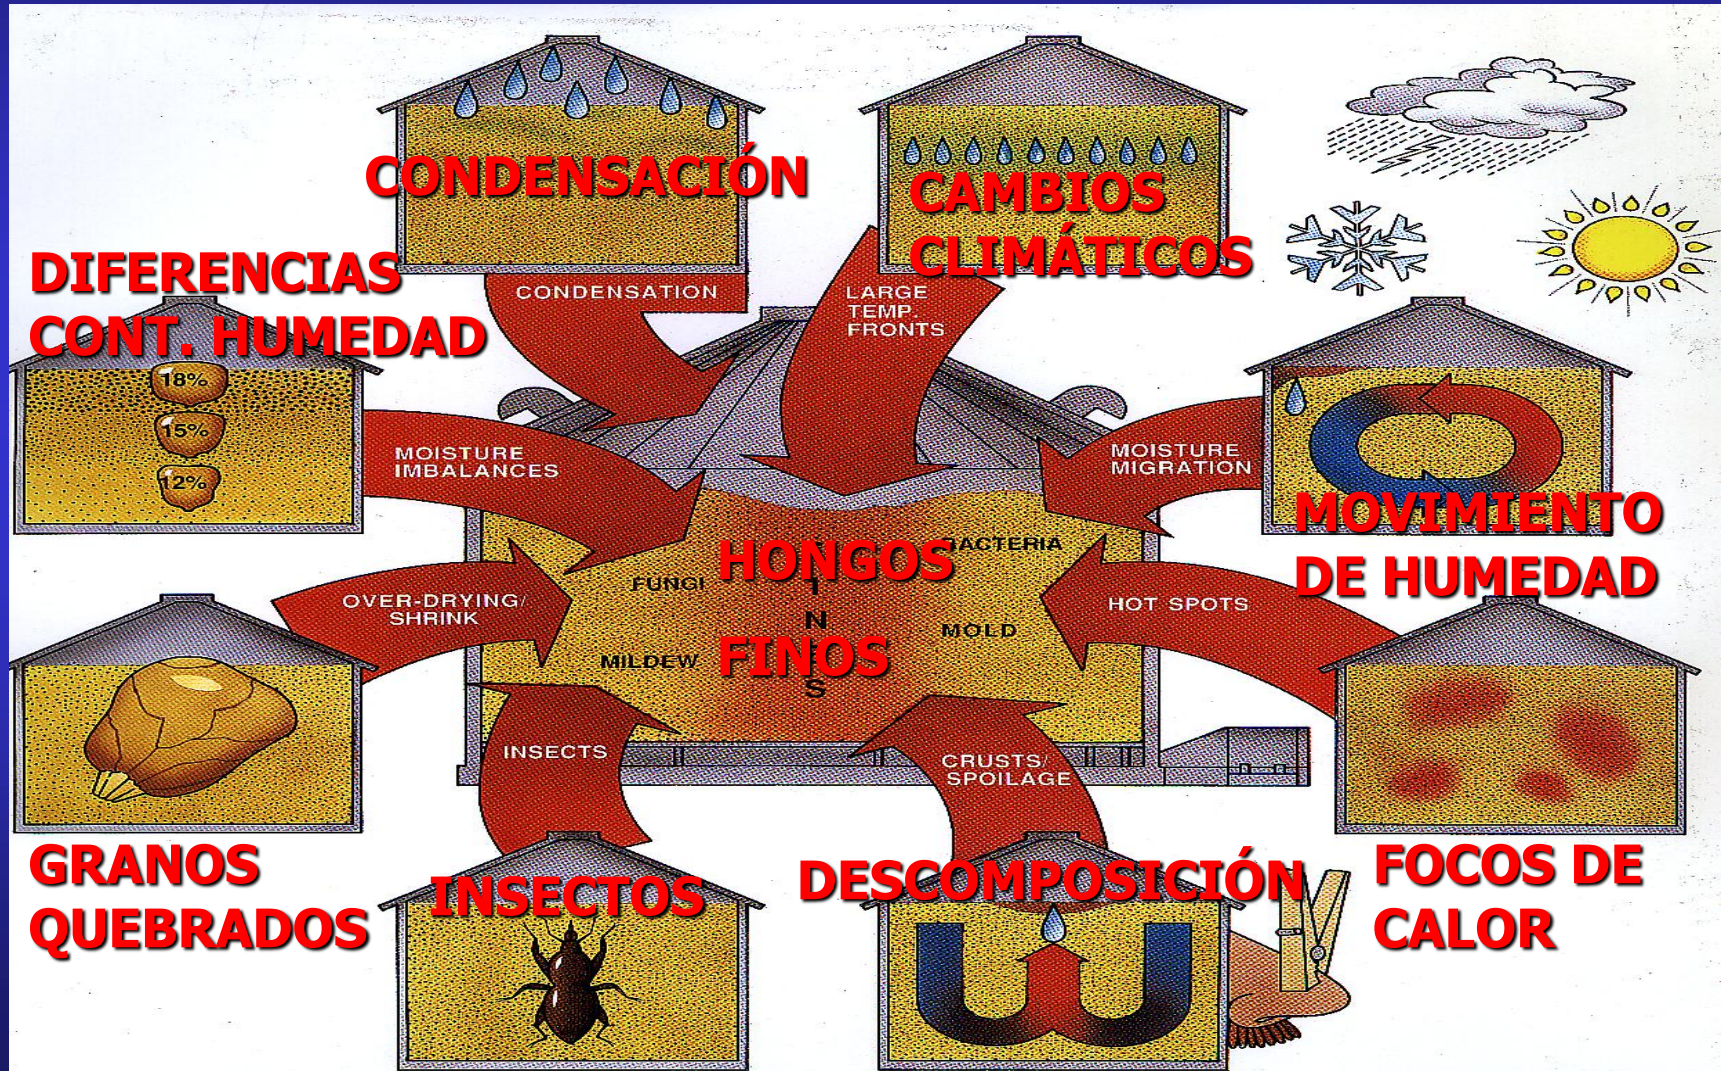 CONDENSACIÓN
CAMBIOS
CLIMÁTICOS
DIFERENCIAS
CONT. HUMEDAD
CONDENSATION
LARGE
TEMP.
FRONTS
18%
15%
12%
MOISTURE
IMBALANCES
MOISTURE
MIGRATION
MOVIMIENTO
DE HUMEDAD
HONGOS
BACTERIA
FUNGI
OVER-DRYING/
SHRINK
HOT SPOTS
MOLD
FINOS
MILDEW
INSECTS
CRUSTS/
SPOILAGE
GRANOS
QUEBRADOS
INSECTOS
DESCOMPOSICIÓN
FOCOS DE
CALOR